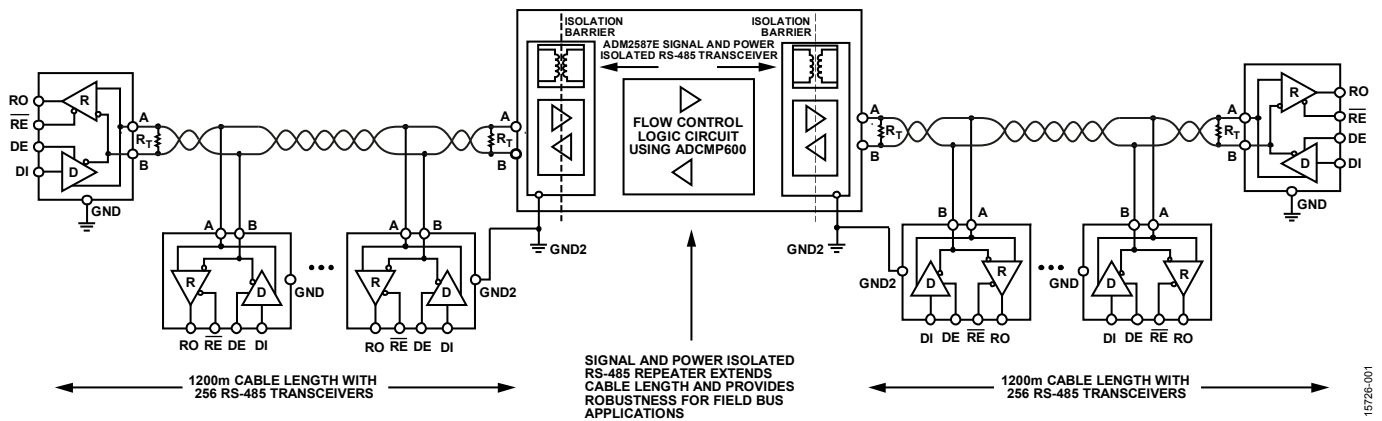 ISOLATION
BARRIER
ISOLATION
BARRIER
ADM2587E SIGNAL AND POWER
ISOLATED RS-485 TRANSCEIVER
FLOW CONTROL
LOGIC CIRCUIT
USING ADCMP600
RO
RE
DE
DI
R
D
GND
A
B
RT
RT
A
B
A
B
RT
RT
A
B
R
D
RO
RE
DE
DI
GND
A B
R
D
GND
RO RE DE DI
A B
R
D
GND2
RO RE DE DI
GND2
GND2
B A
D
R
GND2
DI DE RE RO
B A
D
R
GND
DI DE RE RO
1200m CABLE LENGTH WITH
256 RS-485 TRANSCEIVERS
SIGNAL AND POWER ISOLATED
RS-485 REPEATER EXTENDS
CABLE LENGTH AND PROVIDES
ROBUSTNESS FOR FIELD BUS
APPLICATIONS
1200m CABLE LENGTH WITH
256 RS-485 TRANSCEIVERS
15726-001